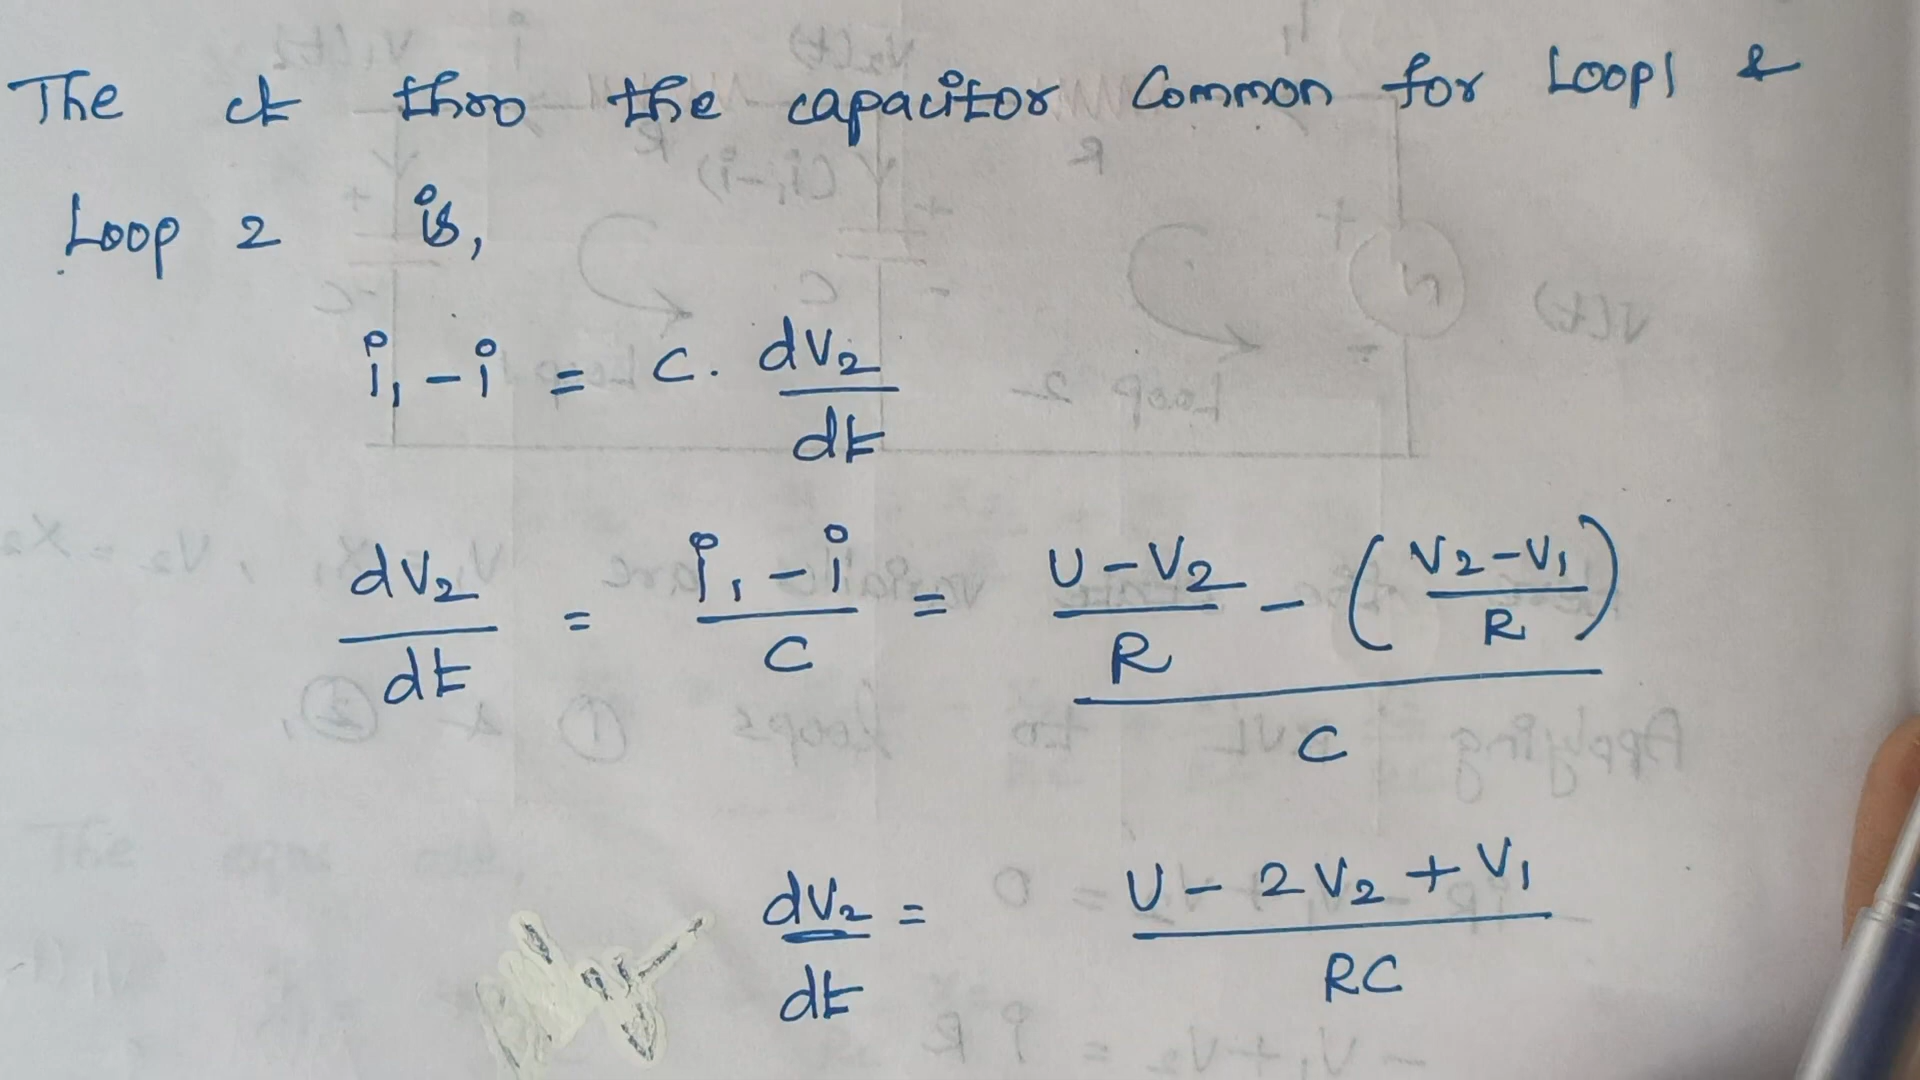 The ct thro the capacitor Common for Loop1 &
Loop 2 is,
i₁ - i = C. dV₂/dt
dV₂/dt = (i₁ - i)/C = ((U - V₂)/R - ((V₂ - V₁)/R))/C
dV₂/dt = (U - 2V₂ + V₁)/RC